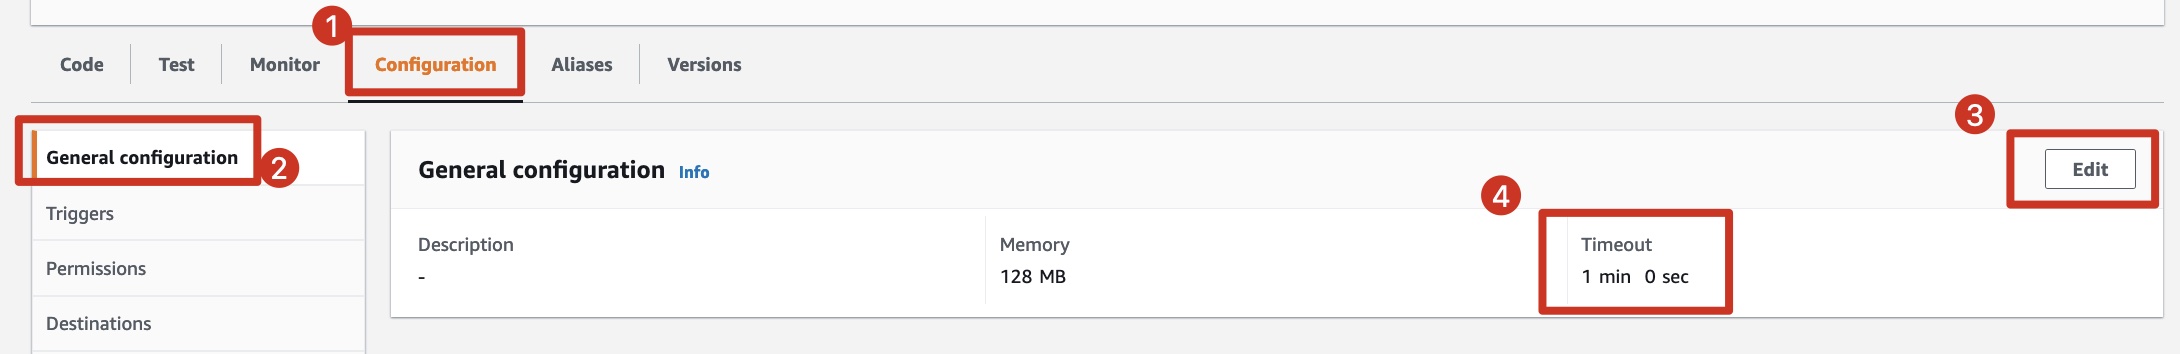 1
Code Test Monitor Configuration Aliases Versions
3
General configuration 2
Triggers
Permissions
Destinations
General configuration Info
Edit
4
Description
-
Memory
128 MB
Timeout
1 min 0 sec